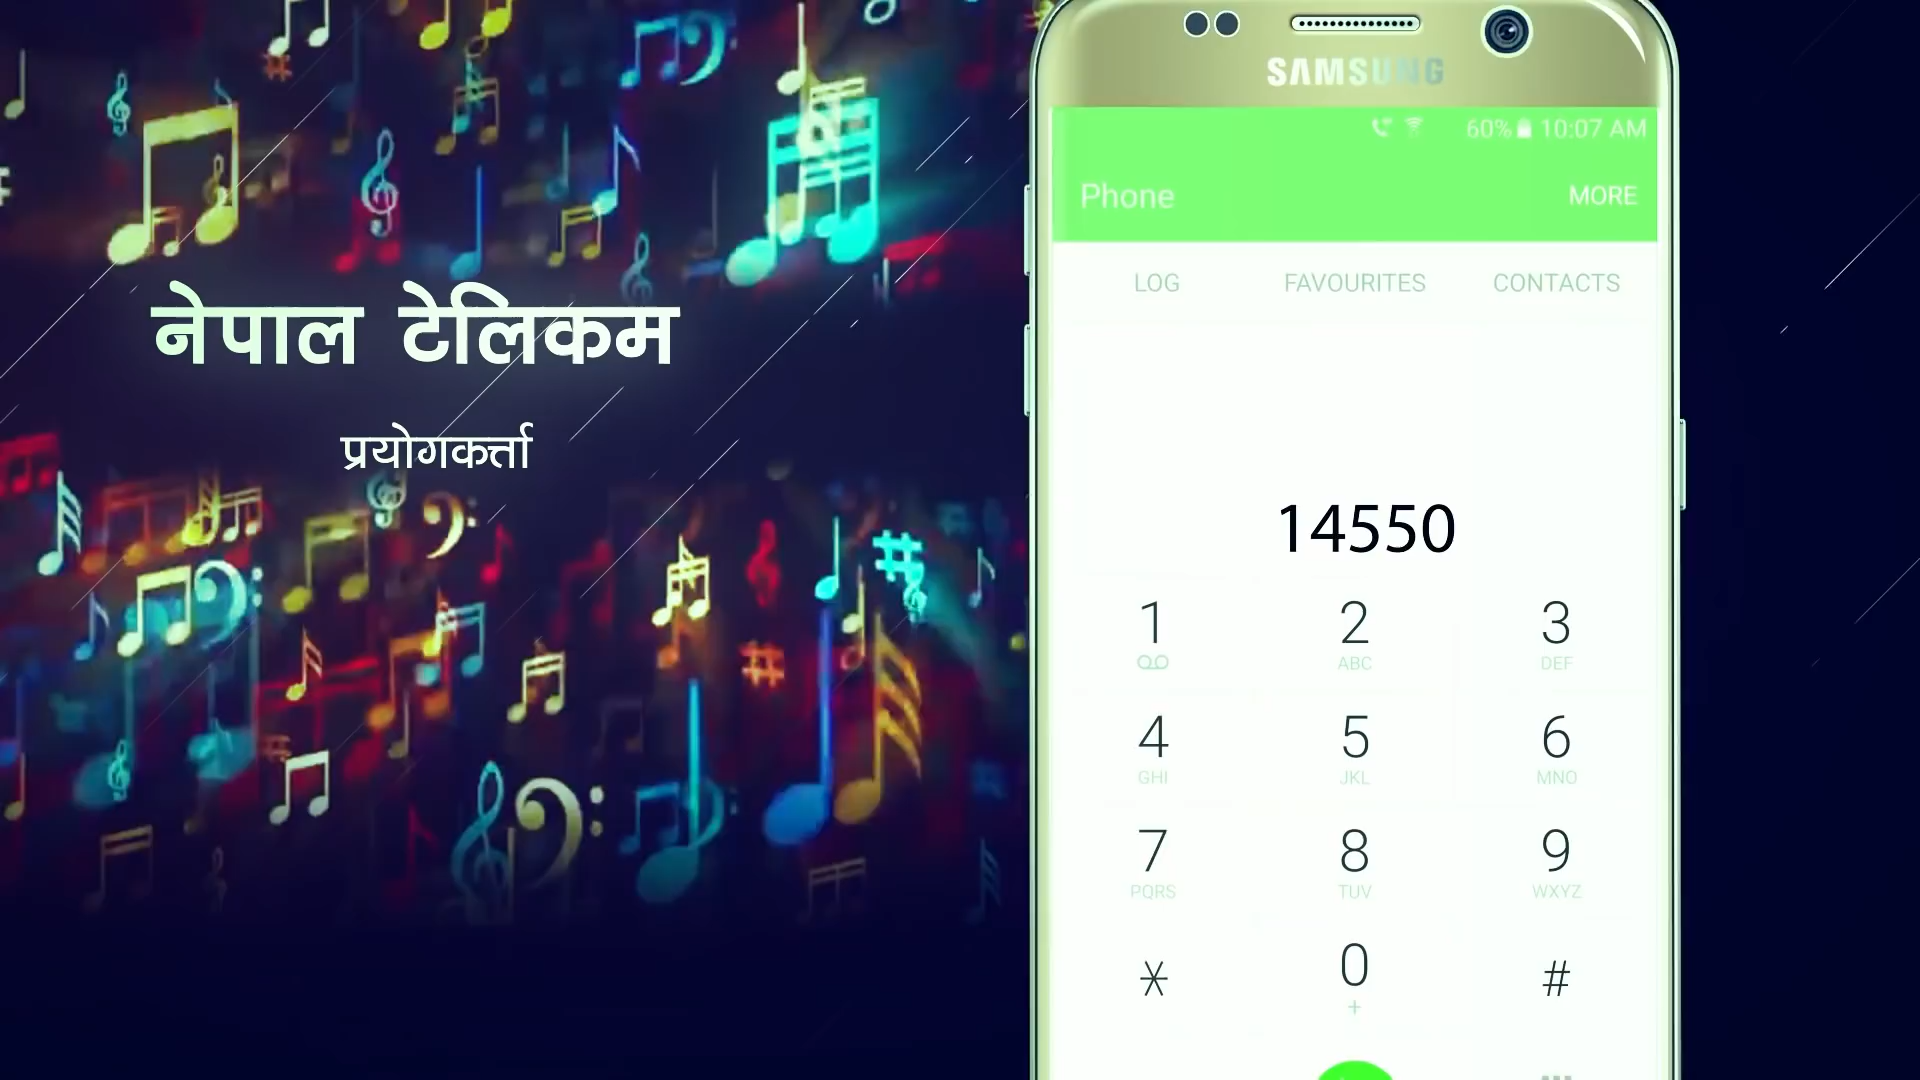 नेपाल टेलिकम
प्रयोगकर्त्ता
SAMSUNG
60% 10:07 AM
Phone MORE
LOG FAVOURITES CONTACTS
14550
1 2 3
ABC DEF
4 5 6
GHI JKL MNO
7 8 9
PQRS TUV WXYZ
* 0 #
+